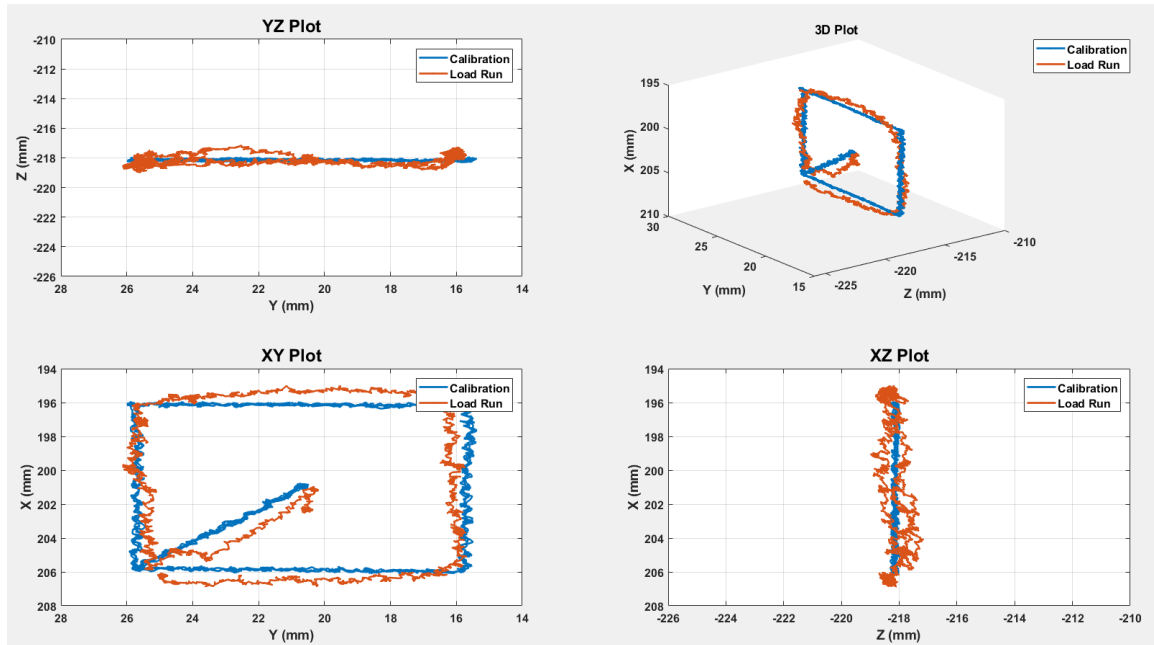 YZ Plot
-210
-212
-214
-216
-218
-220
-222
-224
-226
Z (mm)
28
26
24
22
20
18
16
14
Y (mm)
Calibration
Load Run
3D Plot
195
200
205
210
X (mm)
30
25
20
15
Y (mm)
-225
-220
-215
-210
Z (mm)
Calibration
Load Run
XY Plot
194
196
198
200
202
204
206
208
X (mm)
28
26
24
22
20
18
16
14
Y (mm)
Calibration
Load Run
XZ Plot
194
196
198
200
202
204
206
208
X (mm)
-226
-224
-222
-220
-218
-216
-214
-212
-210
Z (mm)
Calibration
Load Run